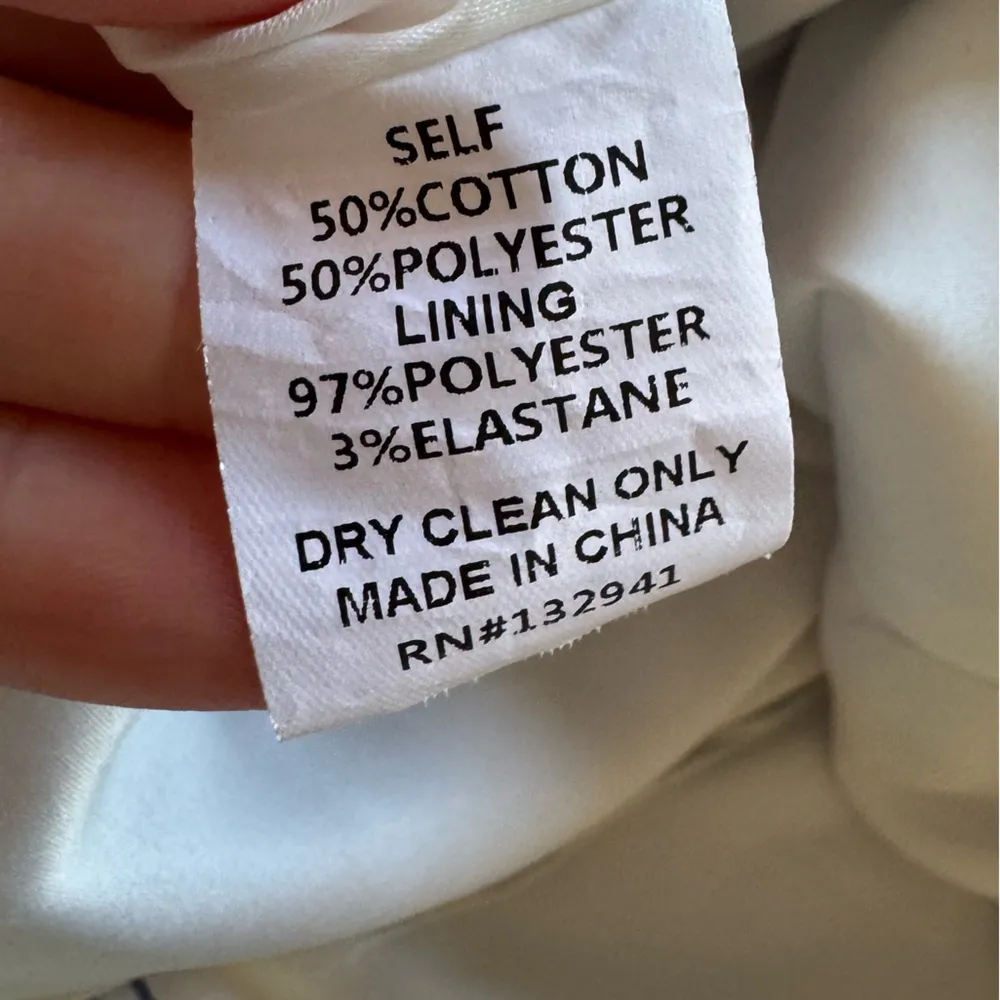 SELF
50%COTTON
50%POLYESTER
LINING
97%POLYESTER
3%ELASTANE
DRY CLEAN ONLY
MADE IN CHINA
RN#132941